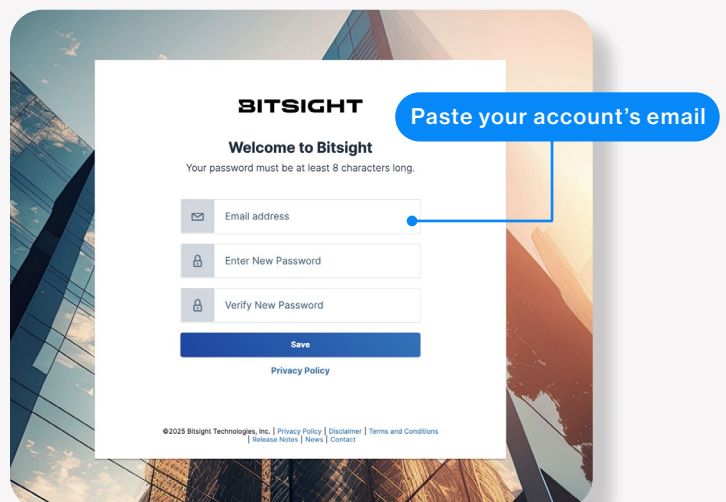 BITSIGHT
Paste your account's email
Welcome to Bitsight
Your password must be at least 8 characters long.
Email address
Enter New Password
Verify New Password
Save
Privacy Policy
©2025 Bitsight Technologies, Inc. | Privacy Policy | Disclaimer | Terms and Conditions
| Release Notes | News | Contact